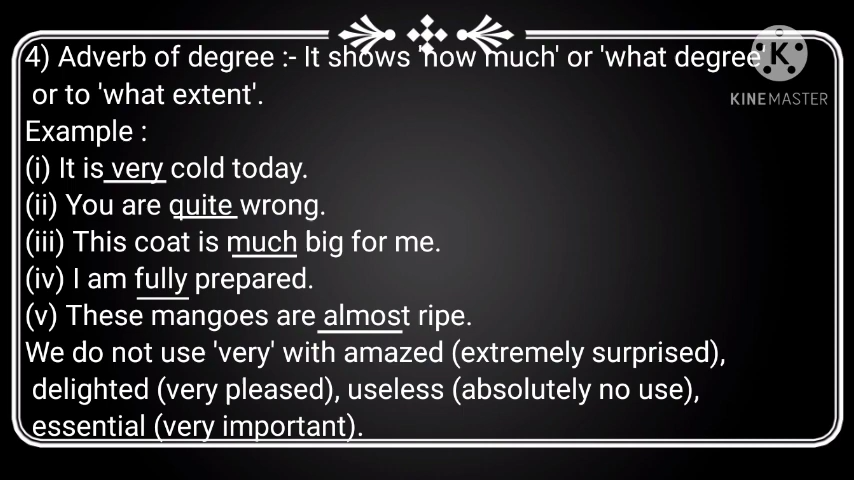 4) Adverb of degree :- It shows 'how much' or 'what degree'
or to 'what extent'.
K
KINEMASTER
Example :
(i) It is very cold today.
(ii) You are quite wrong.
(iii) This coat is much big for me.
(iv) I am fully prepared.
(v) These mangoes are almost ripe.
We do not use 'very' with amazed (extremely surprised),
delighted (very pleased), useless (absolutely no use),
essential (very important).